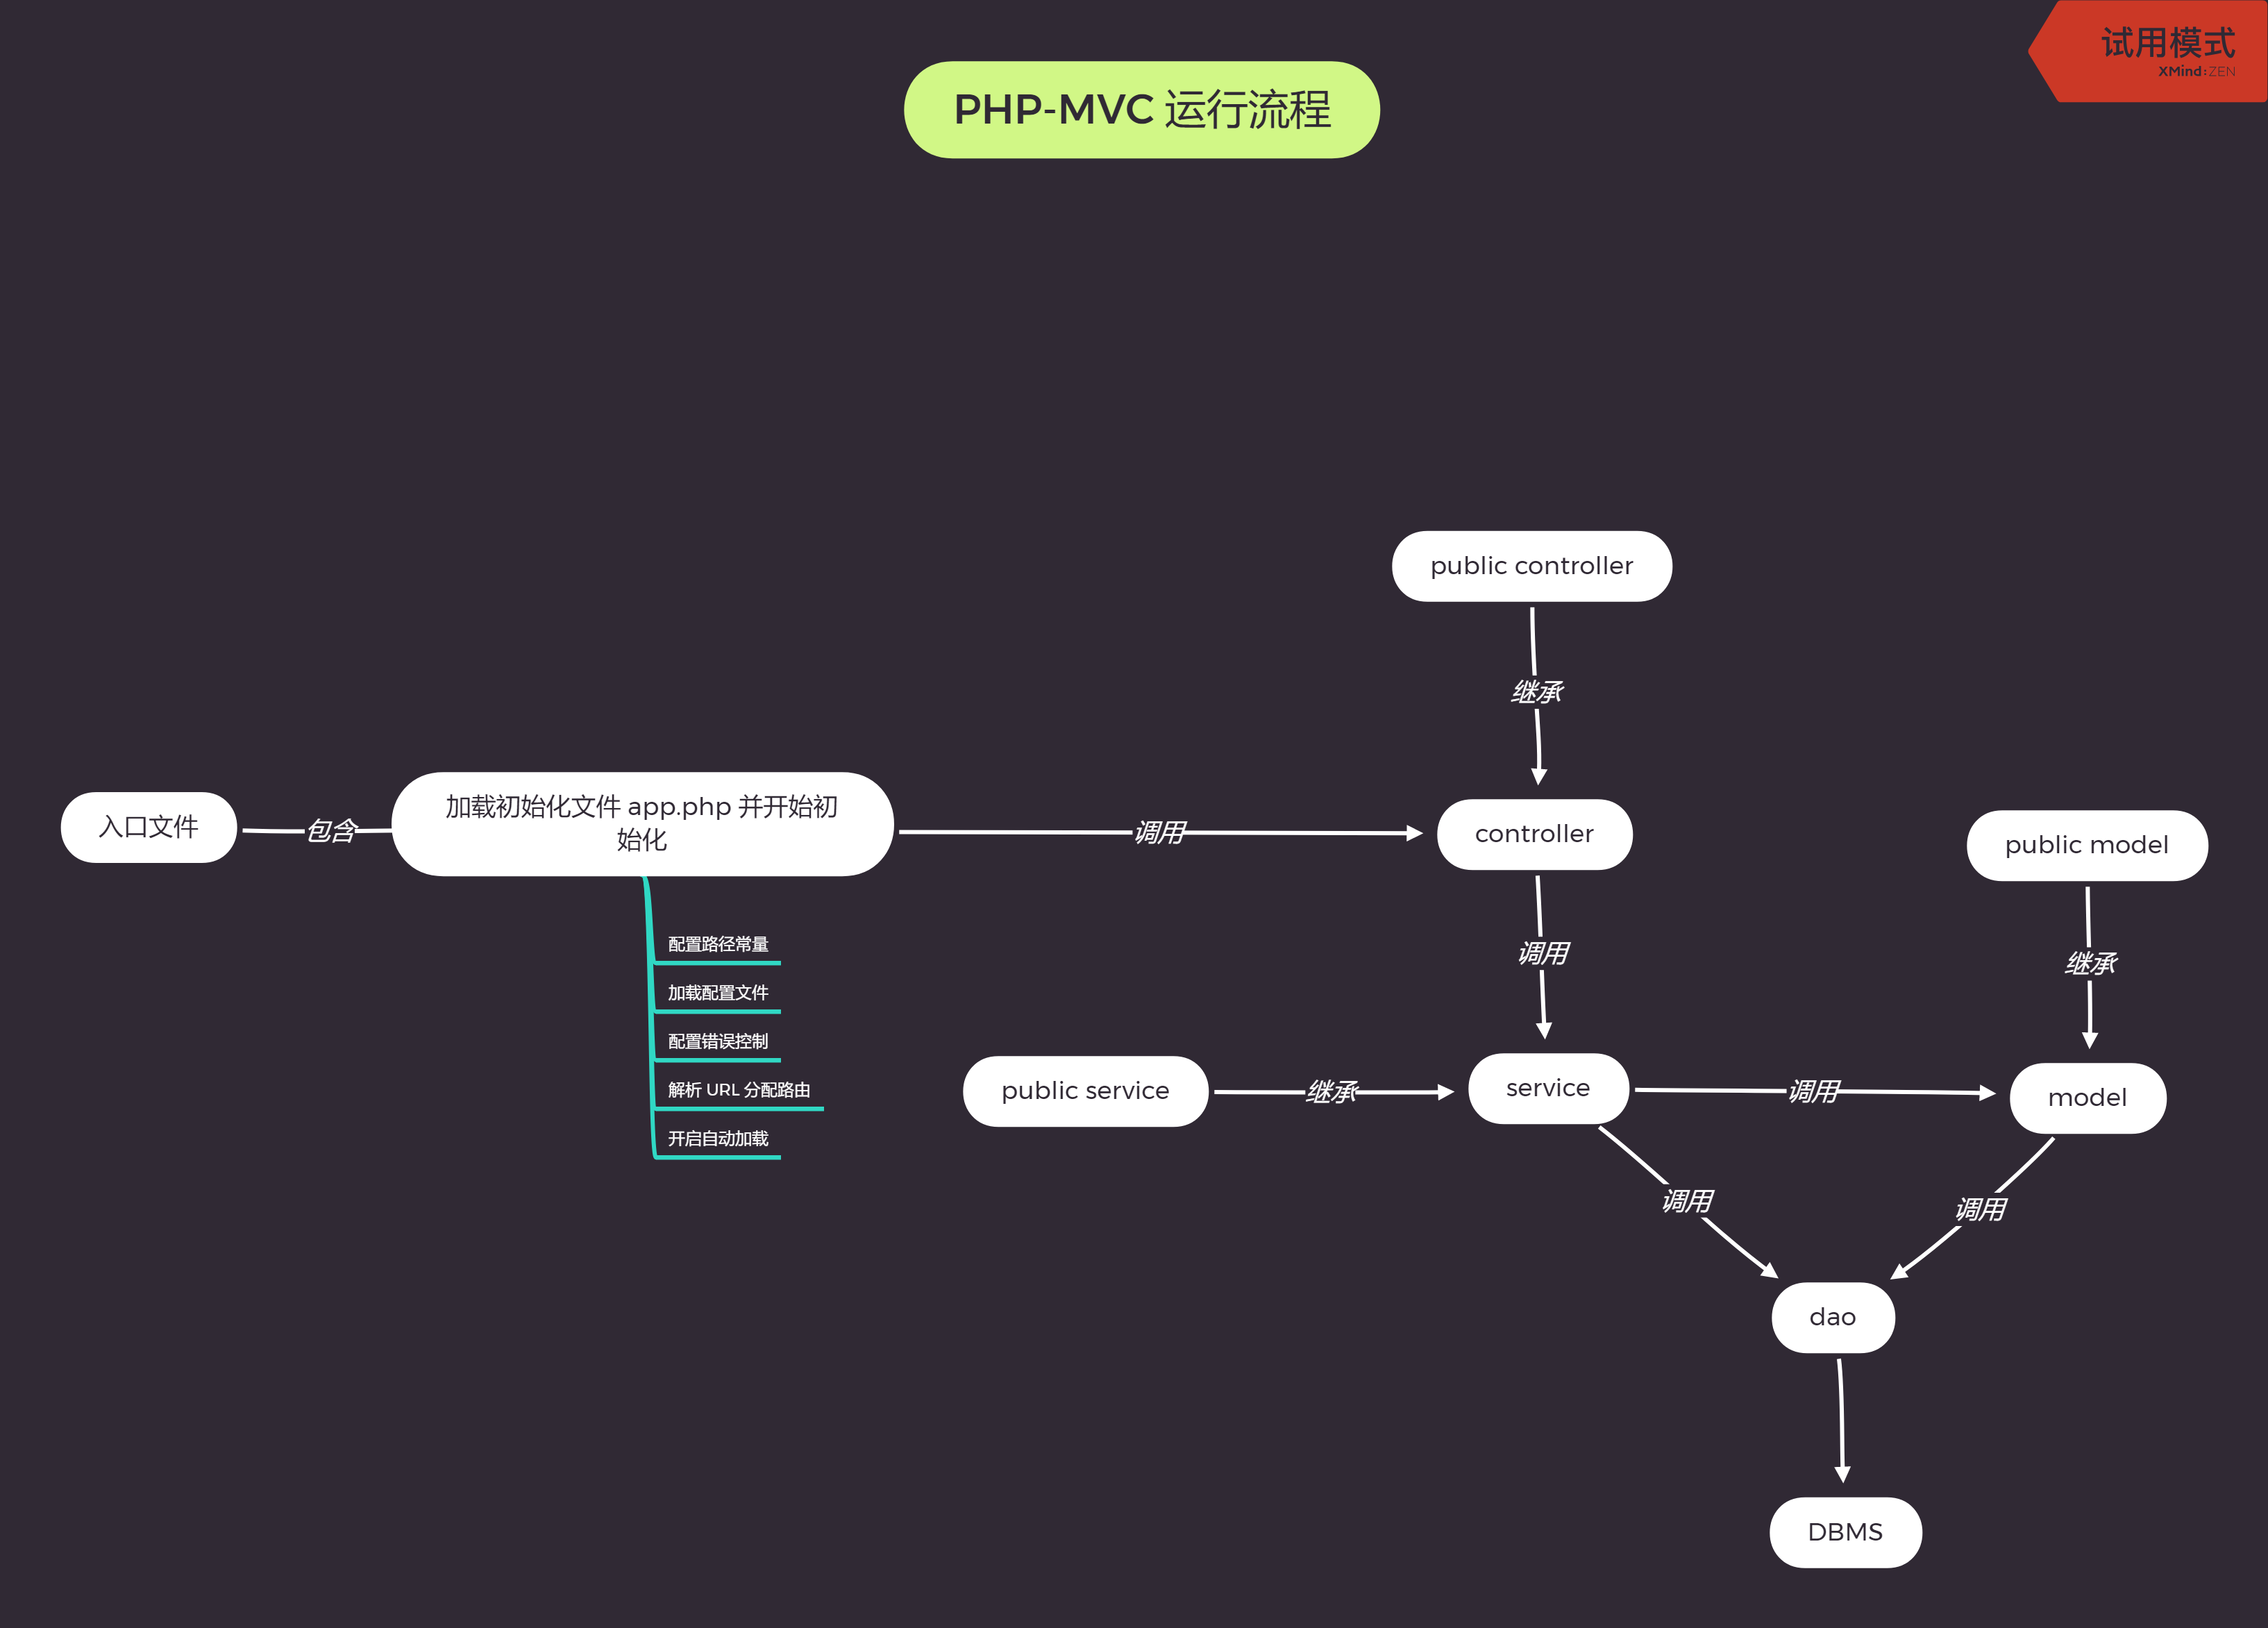 试用模式
XMind:ZEN
PHP-MVC 运行流程
public controller
继承
入口文件
包含
加载初始化文件 app.php 并开始初
始化
调用
controller
public model
配置路径常量
加载配置文件
配置错误控制
解析 URL 分配路由
开启自动加载
调用
继承
public service
继承
service
调用
model
调用
调用
dao
DBMS